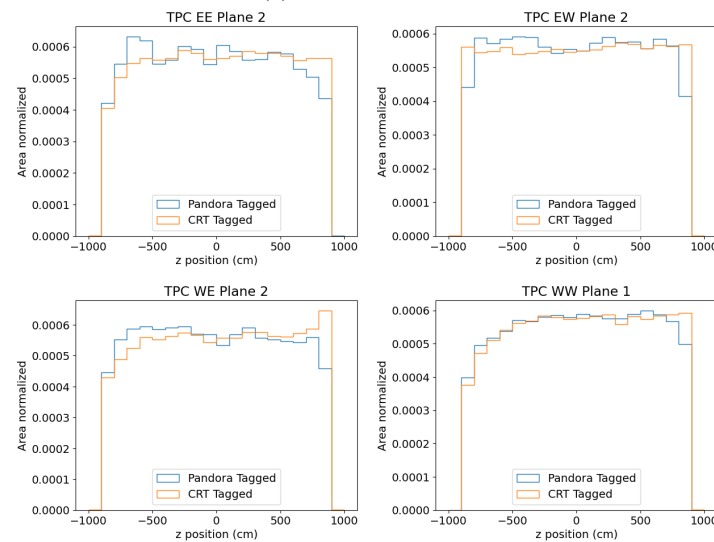 TPC EE Plane 2
0.0006
0.0005
0.0004
0.0003
0.0002
0.0001
0.0000
Area normalized
Pandora Tagged
CRT Tagged
−1000 −500 0 500 1000
z position (cm)
TPC EW Plane 2
0.0006
0.0005
0.0004
0.0003
0.0002
0.0001
0.0000
Area normalized
Pandora Tagged
CRT Tagged
−1000 −500 0 500 1000
z position (cm)
TPC WE Plane 2
0.0006
0.0005
0.0004
0.0003
0.0002
0.0001
0.0000
Area normalized
Pandora Tagged
CRT Tagged
−1000 −500 0 500 1000
z position (cm)
TPC WW Plane 1
0.0006
0.0005
0.0004
0.0003
0.0002
0.0001
0.0000
Area normalized
Pandora Tagged
CRT Tagged
−1000 −500 0 500 1000
z position (cm)